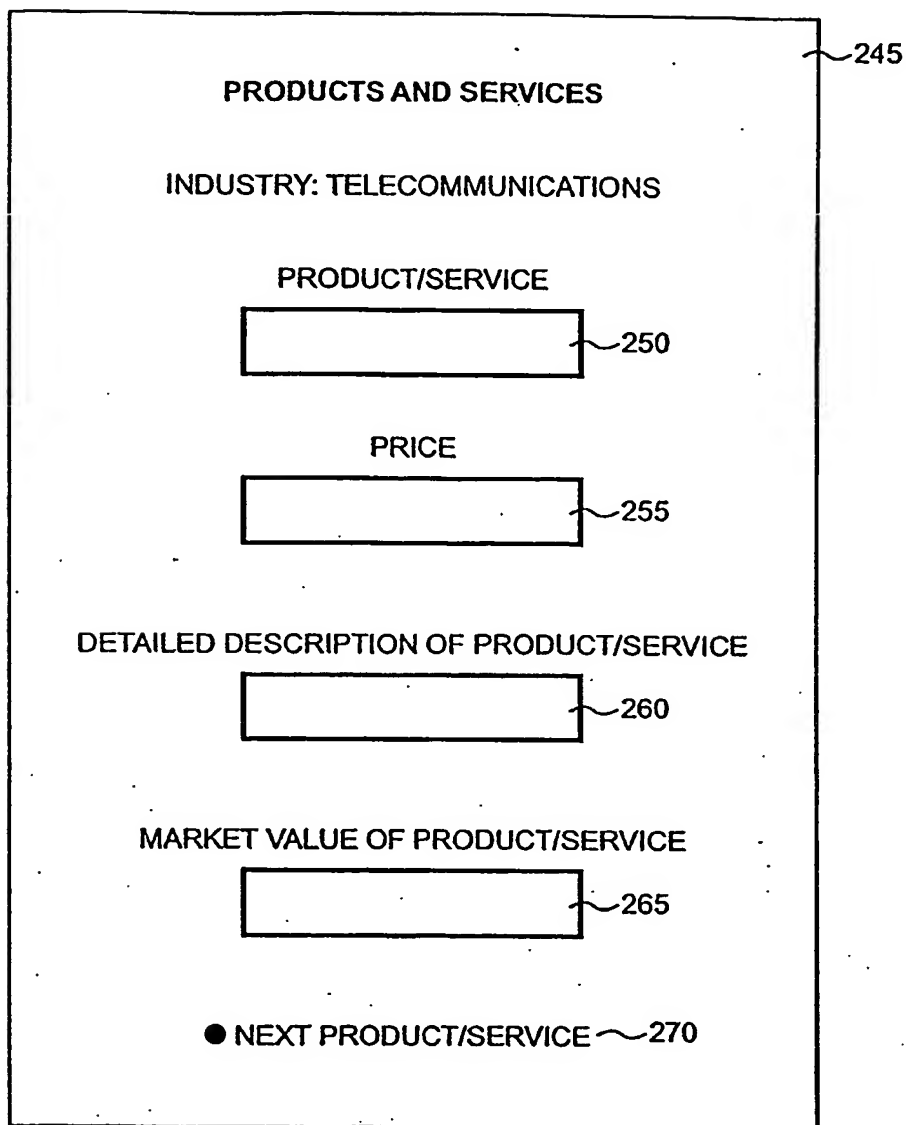 245
PRODUCTS AND SERVICES
INDUSTRY: TELECOMMUNICATIONS
PRODUCT/SERVICE
250
PRICE
255
DETAILED DESCRIPTION OF PRODUCT/SERVICE
260
MARKET VALUE OF PRODUCT/SERVICE
265
● NEXT PRODUCT/SERVICE 270